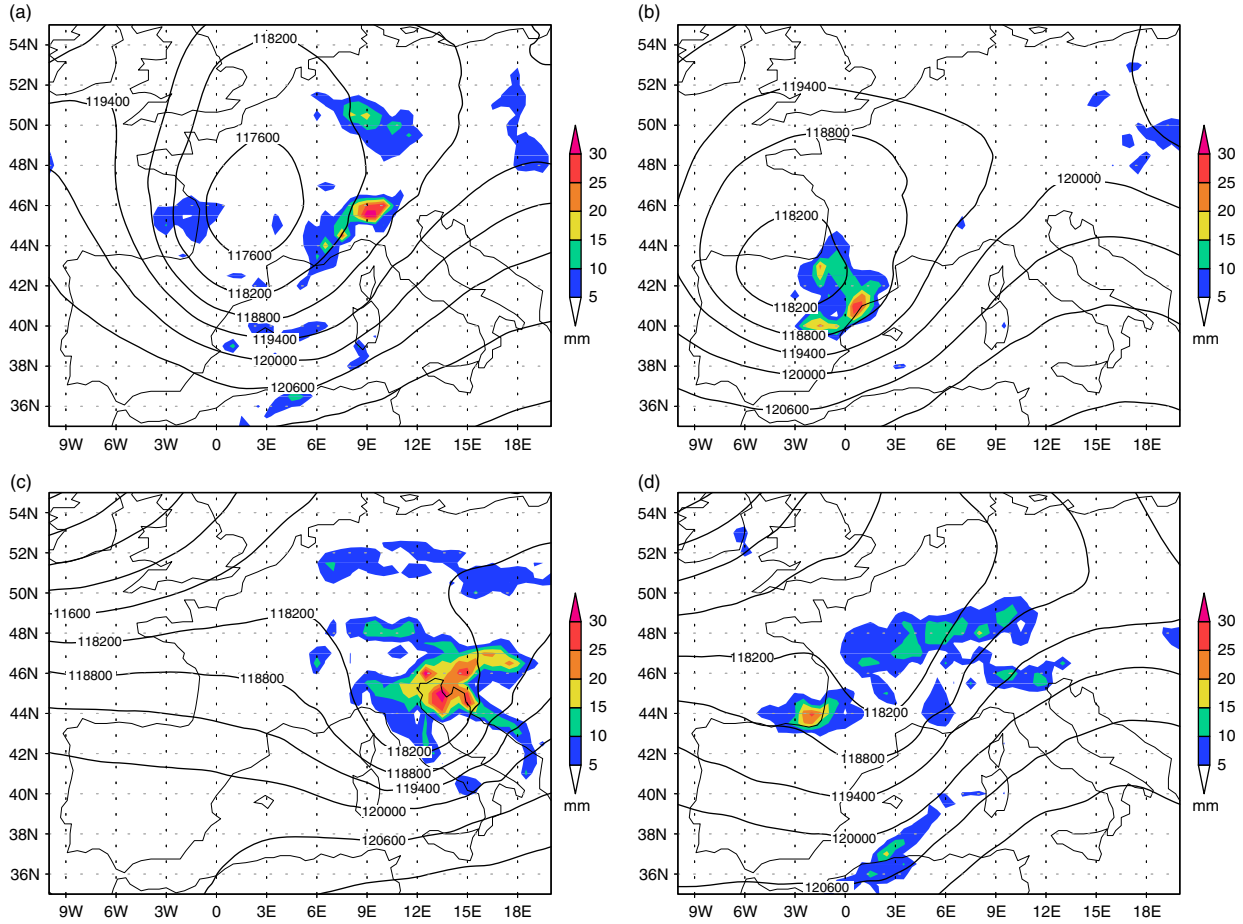 (a)
54N
52N
50N
48N
46N
44N
42N
40N
38N
36N
9W 6W 3W 0 3E 6E 9E 12E 15E 18E
118200
119400
117600
117600
118200
118800
119400
120000
120600
30
25
20
15
10
5
mm
(b)
54N
52N
50N
48N
46N
44N
42N
40N
38N
36N
9W 6W 3W 0 3E 6E 9E 12E 15E 18E
119400
118800
120000
118200
118200
118800
119400
120000
120600
30
25
20
15
10
5
mm
(c)
54N
52N
50N
48N
46N
44N
42N
40N
38N
36N
9W 6W 3W 0 3E 6E 9E 12E 15E 18E
11600
118200
118200
118800
118800
118200
118800
119400
120000
120600
30
25
20
15
10
5
mm
(d)
54N
52N
50N
48N
46N
44N
42N
40N
38N
36N
9W 6W 3W 0 3E 6E 9E 12E 15E 18E
118200
118200
118800
119400
120000
120600
30
25
20
15
10
5
mm